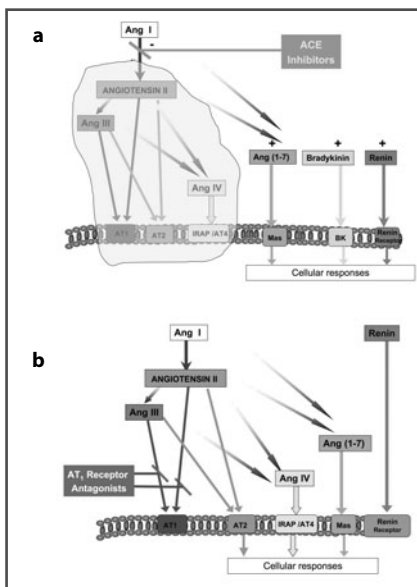 a
Ang I
-
ACE
Inhibitors
-
ANGIOTENSIN II
Ang III
+ + +
Ang (1-7) Bradykinin Renin
Ang IV
AT1 AT2 IRAP /AT4 Mas BK Renin
Receptor
Cellular responses
b
Ang I
Renin
ANGIOTENSIN II
Ang III
Ang (1-7)
AT₁ Receptor
Antagonists
Ang IV
AT1 AT2 IRAP/AT4 Mas Renin
Receptor
Cellular responses